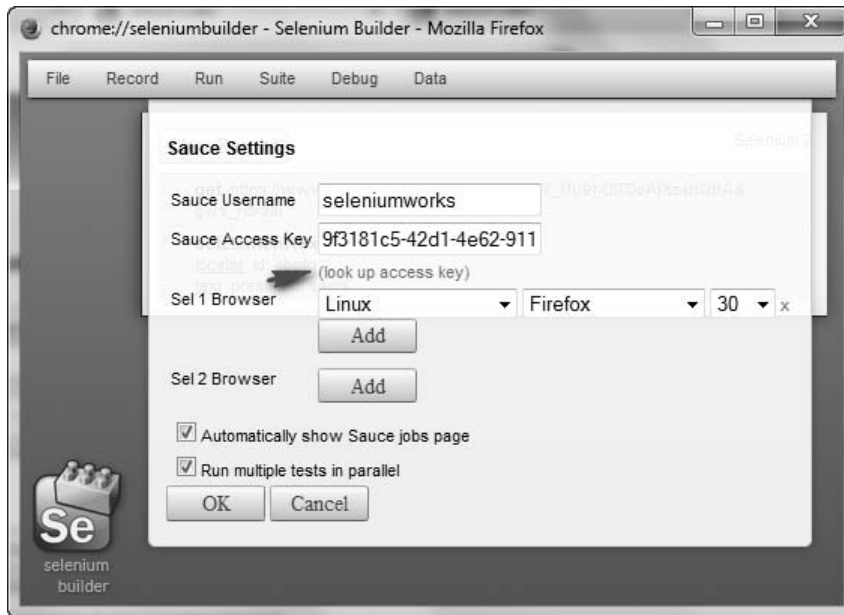 chrome://seleniumbuilder - Selenium Builder - Mozilla Firefox
File Record Run Suite Debug Data
Sauce Settings
Selenium 2
Sauce Username seleniumworks
Sauce Access Key 9f3181c5-42d1-4e62-911
(look up access key)
Sel 1 Browser Linux Firefox 30 x
Add
Sel 2 Browser Add
Automatically show Sauce jobs page
Run multiple tests in parallel
OK Cancel
Se
selenium
builder